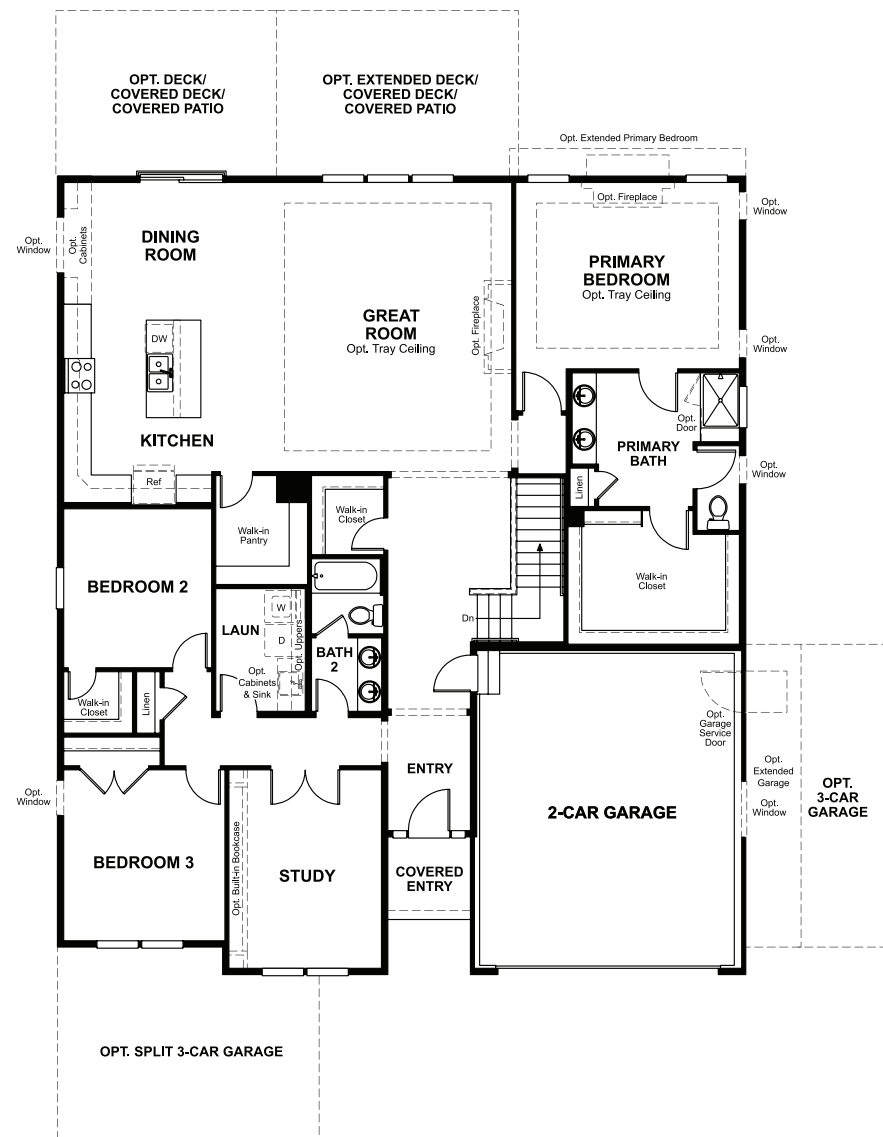 OPT. DECK/
COVERED DECK/
COVERED PATIO
OPT. EXTENDED DECK/
COVERED DECK/
COVERED PATIO
Opt. Extended Primary Bedroom
Opt. Fireplace
Opt.
Window
Opt.
Window
Opt.
Cabinets
DINING
ROOM
PRIMARY
BEDROOM
Opt. Tray Ceiling
GREAT
ROOM
Opt. Tray Ceiling
Opt. Fireplace
DW
Opt.
Window
Opt.
Door
KITCHEN
PRIMARY
BATH
Opt.
Window
Ref
Linen
Walk-in
Pantry
Walk-in
Closet
BEDROOM 2
Walk-in
Closet
W
Dn
LAUN
D
Opt. Uppers
BATH
2
Opt.
Cabinets
& Sink
Walk-in
Closet
Linen
Opt.
Garage
Service
Door
Opt.
Window
ENTRY
Opt.
Extended
Garage
Opt.
Window
OPT.
3-CAR
GARAGE
2-CAR GARAGE
BEDROOM 3
Opt. Built-in Bookcase
STUDY
COVERED
ENTRY
OPT. SPLIT 3-CAR GARAGE